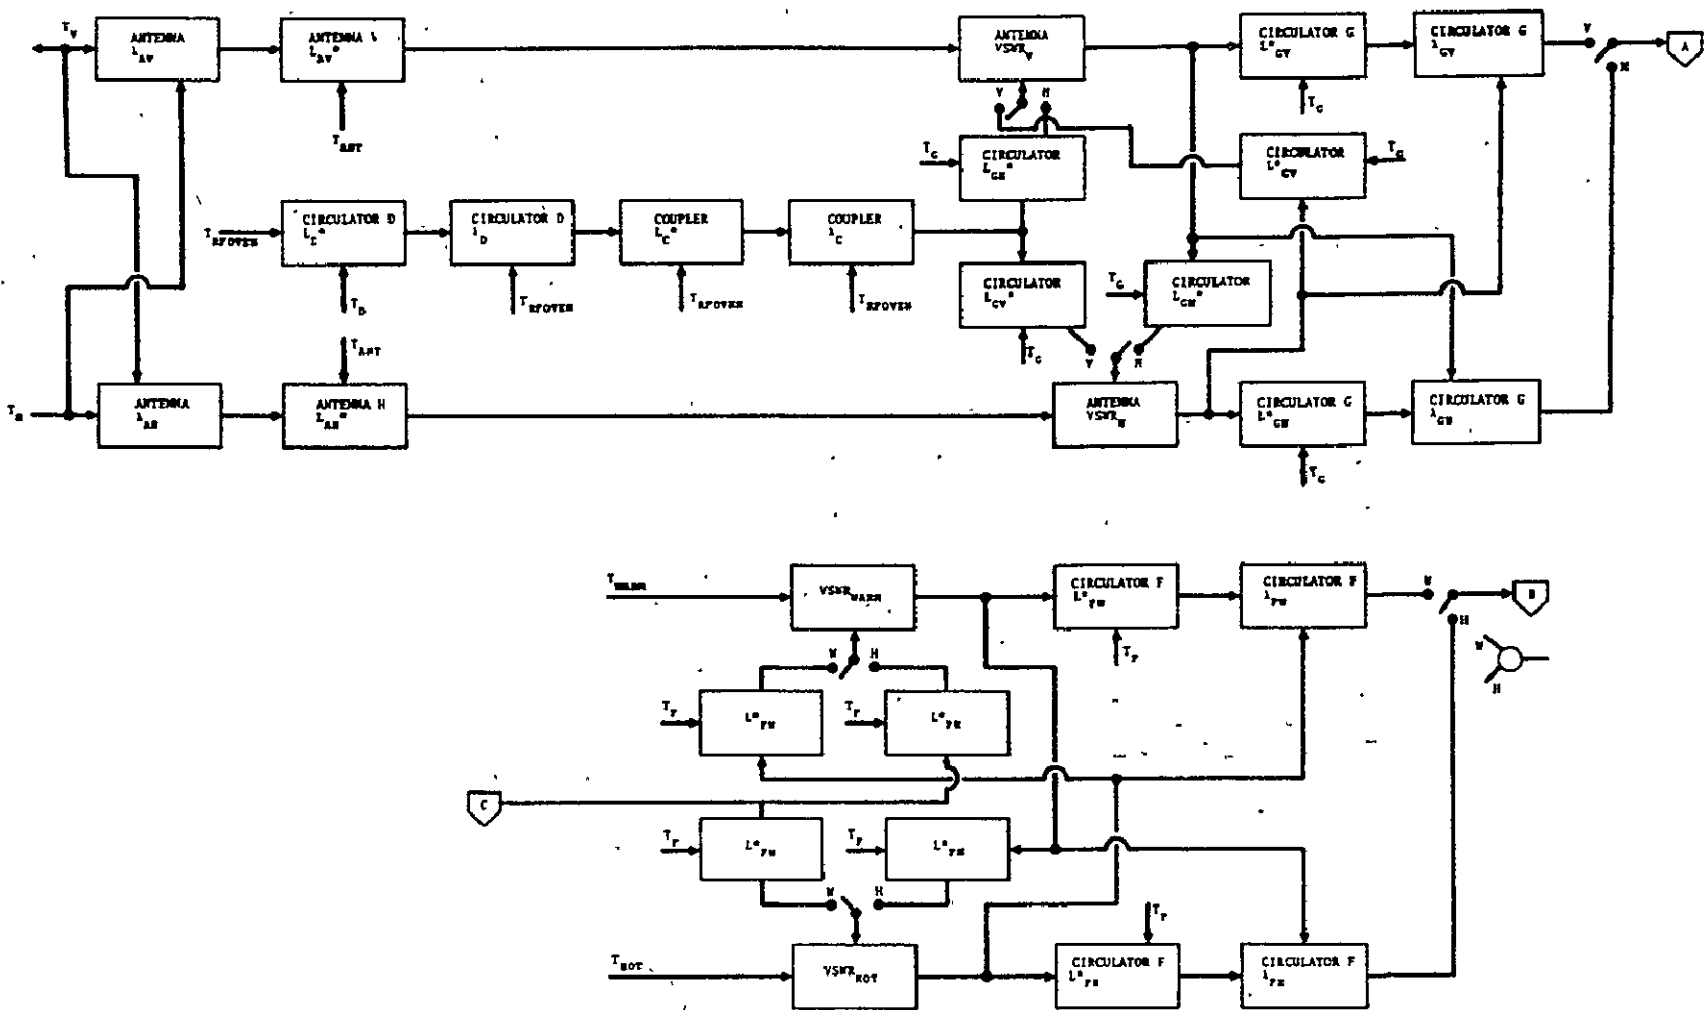 T_V
ANTENNA
λ_AV
ANTENNA V
L_AV*
T_ANT
ANTENNA
VSWR_V
CIRCULATOR G
L*_GV
T_G
CIRCULATOR G
λ_GV
V
H
A
V
H
T_G
CIRCULATOR
L_GH*
CIRCULATOR
L*_GV
T_G
T_RFOVEN
CIRCULATOR D
L_D*
T_D
CIRCULATOR D
λ_D
T_RFOVEN
COUPLER
L_C*
T_RFOVEN
COUPLER
λ_C
T_RFOVEN
CIRCULATOR
L_GV*
T_G
T_G
CIRCULATOR
L_GH*
V
H
T_H
ANTENNA
λ_AH
T_ANT
ANTENNA H
L_AH*
ANTENNA
VSWR_H
CIRCULATOR G
L*_GH
T_G
CIRCULATOR G
λ_GH
T_WARM
VSWR_WARM
CIRCULATOR F
L*_FW
T_F
CIRCULATOR F
λ_FW
W
H
B
W
H
W
H
T_F
L*_FW
T_F
L*_FH
C
T_F
L*_FW
T_F
L*_FH
W
H
T_HOT
VSWR_HOT
T_F
CIRCULATOR F
L*_FH
CIRCULATOR F
λ_FH